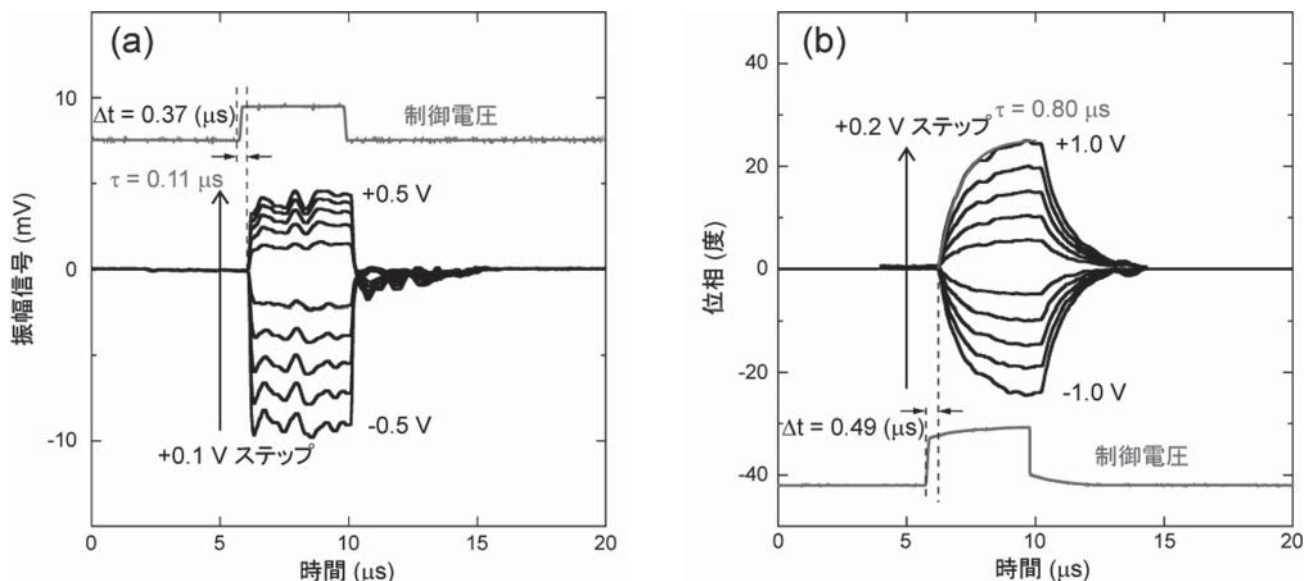 (a)
10
0
-10
振幅信号 (mV)
Δt = 0.37 (μs)
制御電圧
τ = 0.11 μs
+0.5 V
-0.5 V
+0.1 V ステップ
0
5
10
15
20
時間 (μs)
(b)
40
20
0
-20
-40
位相 (度)
τ = 0.80 μs
+0.2 V ステップ
+1.0 V
-1.0 V
Δt = 0.49 (μs)
制御電圧
0
5
10
15
20
時間 (μs)